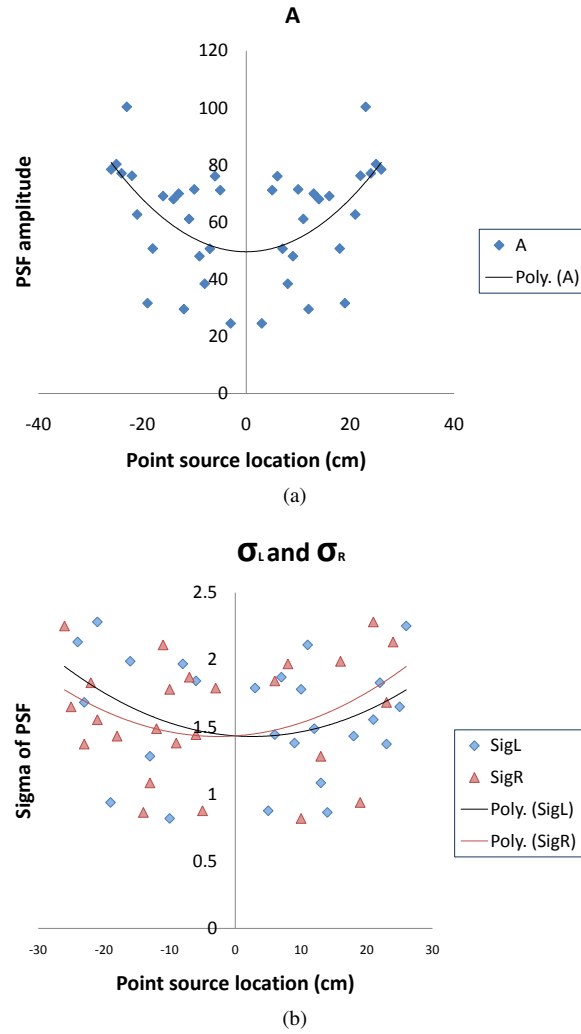 A
120
100
80
60
40
20
0
-40
-20
0
20
40
PSF amplitude
Point source location (cm)
A
Poly. (A)
(a)
σL and σR
2.5
2
1.5
1
0.5
0
-30
-20
-10
0
10
20
30
Sigma of PSF
Point source location (cm)
SigL
SigR
Poly. (SigL)
Poly. (SigR)
(b)